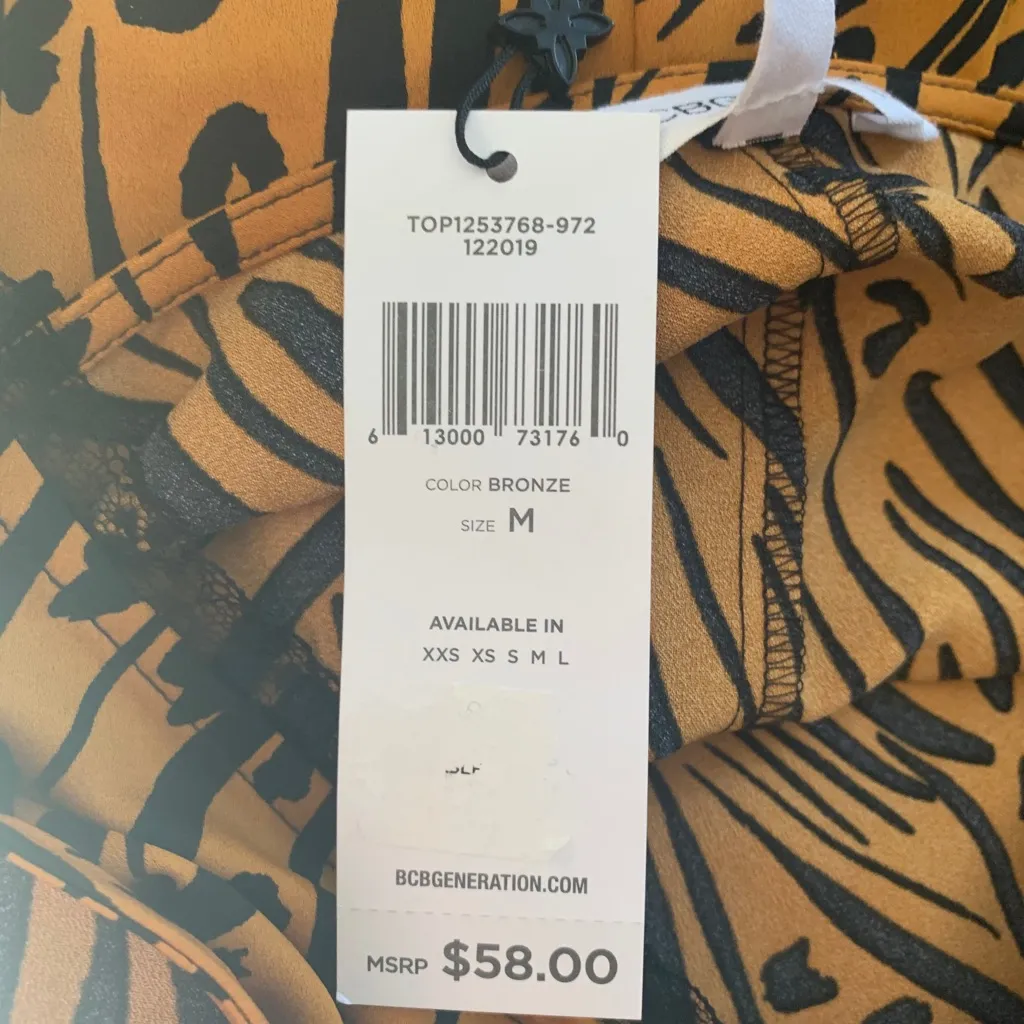 TOP1253768-972
122019
6 13000 73176 0
COLOR BRONZE
SIZE M
AVAILABLE IN
XXS XS S M L
BCBGENERATION.COM
MSRP $58.00